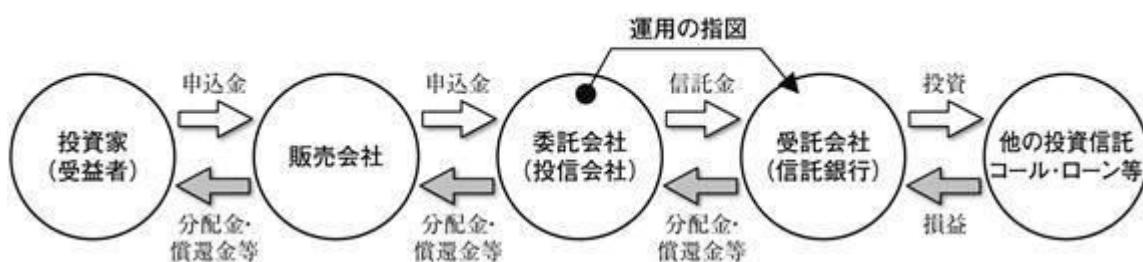 運用の指図
申込金
申込金
信託金
投資
投資家
(受益者)
販売会社
委託会社
(投信会社)
受託会社
(信託銀行)
他の投資信託
コール・ローン等
分配金・
償還金等
分配金・
償還金等
分配金・
償還金等
損益